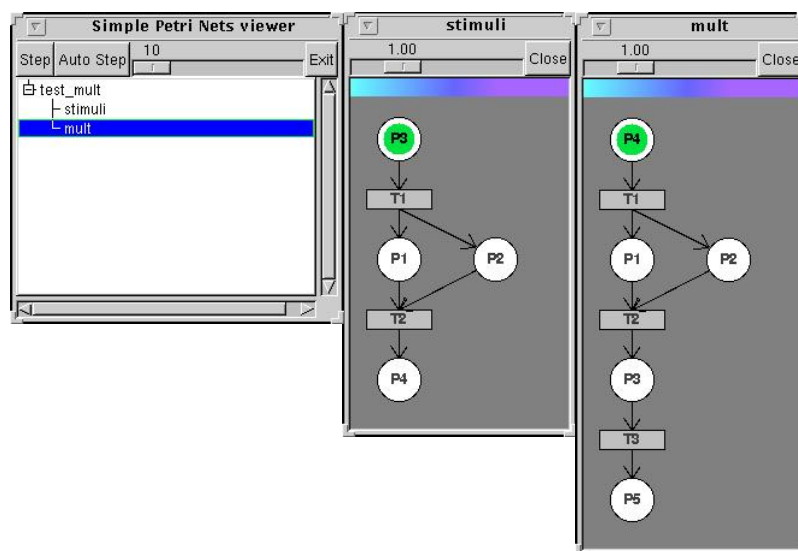 Simple Petri Nets viewer
Step Auto Step 10 Exit
test_mult
stimuli
mult
stimuli
1.00 Close
P3
T1
P1 P2
T2
P4
mult
1.00 Close
P4
T1
P1 P2
T2
P3
T3
P5